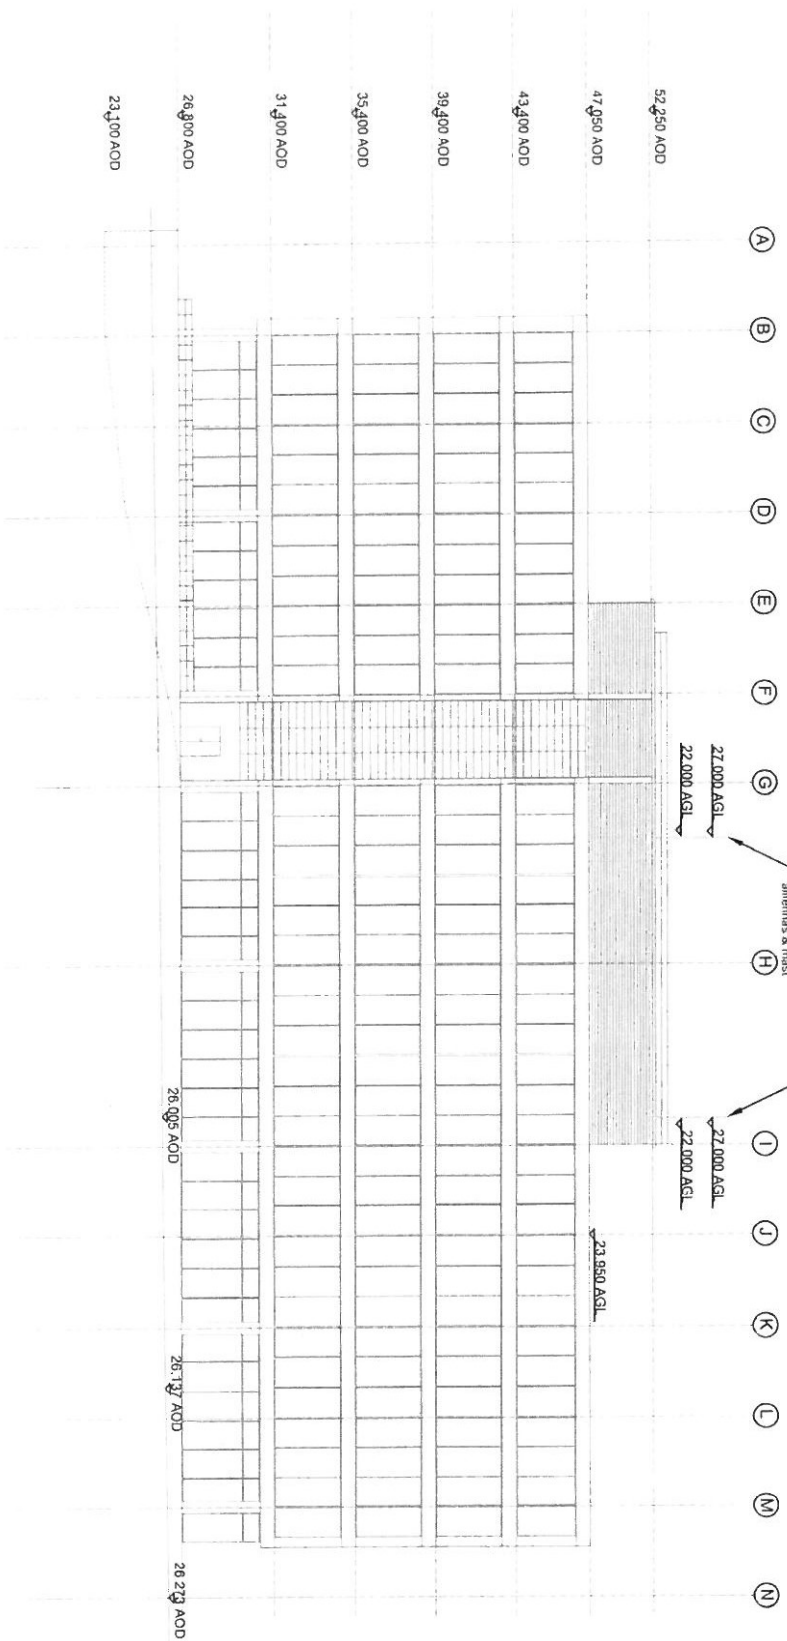 A
B
C
D
E
F
G
H
I
J
K
L
M
N
27.000 AGL
22.000 AGL
antennas & mast
27.000 AGL
22.000 AGL
23.950 AGL
52.250 AOD
47.050 AOD
43.400 AOD
39.400 AOD
35.400 AOD
31.400 AOD
26.800 AOD
23.100 AOD
26.005 AOD
26.137 AOD
26.273 AOD